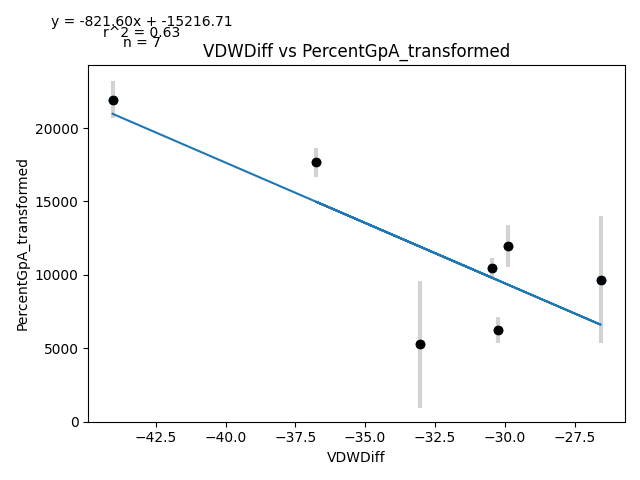 y = -821.60x + -15216.71
r^2 = 0.63
n = 7
VDWDiff vs PercentGpA_transformed
PercentGpA_transformed
20000
15000
10000
5000
0
−42.5 −40.0 −37.5 −35.0 −32.5 −30.0 −27.5
VDWDiff